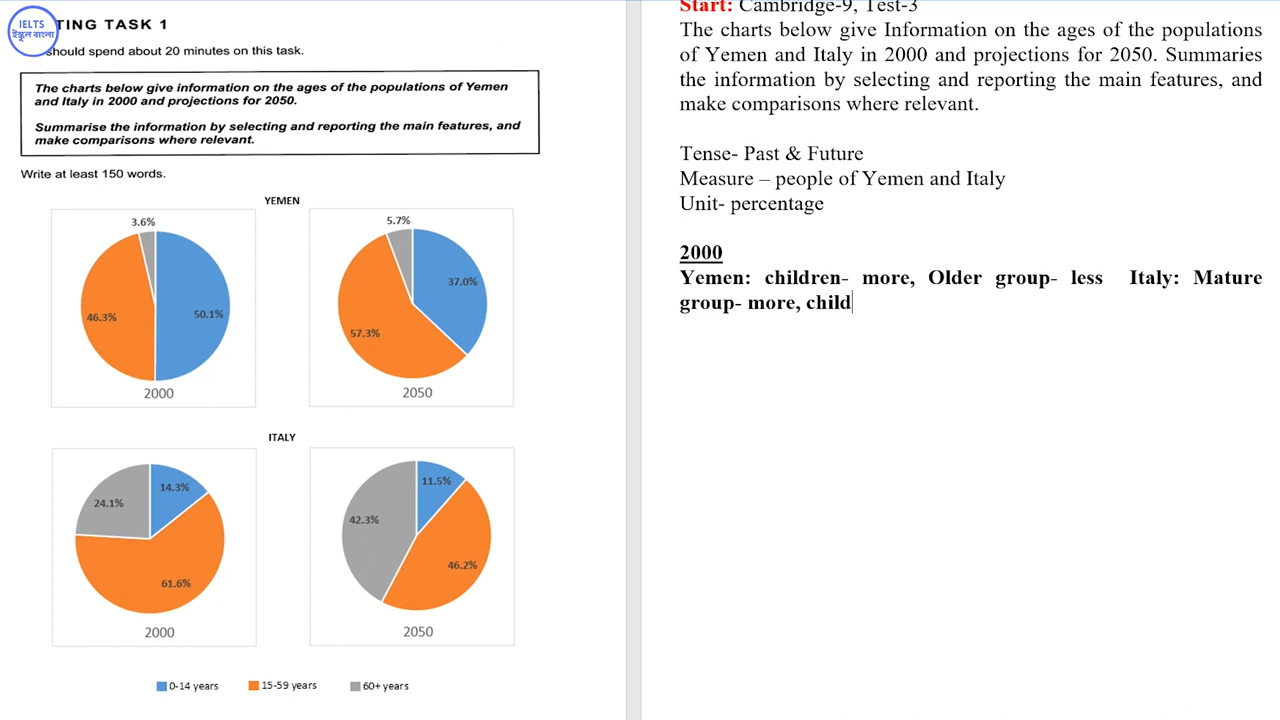 IELTS
ইস্কুল বাংলা
TING TASK 1
should spend about 20 minutes on this task.
The charts below give information on the ages of the populations of Yemen
and Italy in 2000 and projections for 2050.
Summarise the information by selecting and reporting the main features, and
make comparisons where relevant.
Write at least 150 words.
YEMEN
3.6%
46.3%
50.1%
2000
5.7%
37.0%
57.3%
2050
ITALY
14.3%
24.1%
61.6%
2000
11.5%
42.3%
46.2%
2050
0-14 years
15-59 years
60+ years
Start: Cambridge-9, Test-3
The charts below give Information on the ages of the populations
of Yemen and Italy in 2000 and projections for 2050. Summaries
the information by selecting and reporting the main features, and
make comparisons where relevant.
Tense- Past & Future
Measure – people of Yemen and Italy
Unit- percentage
2000
Yemen: children- more, Older group- less Italy: Mature
group- more, child